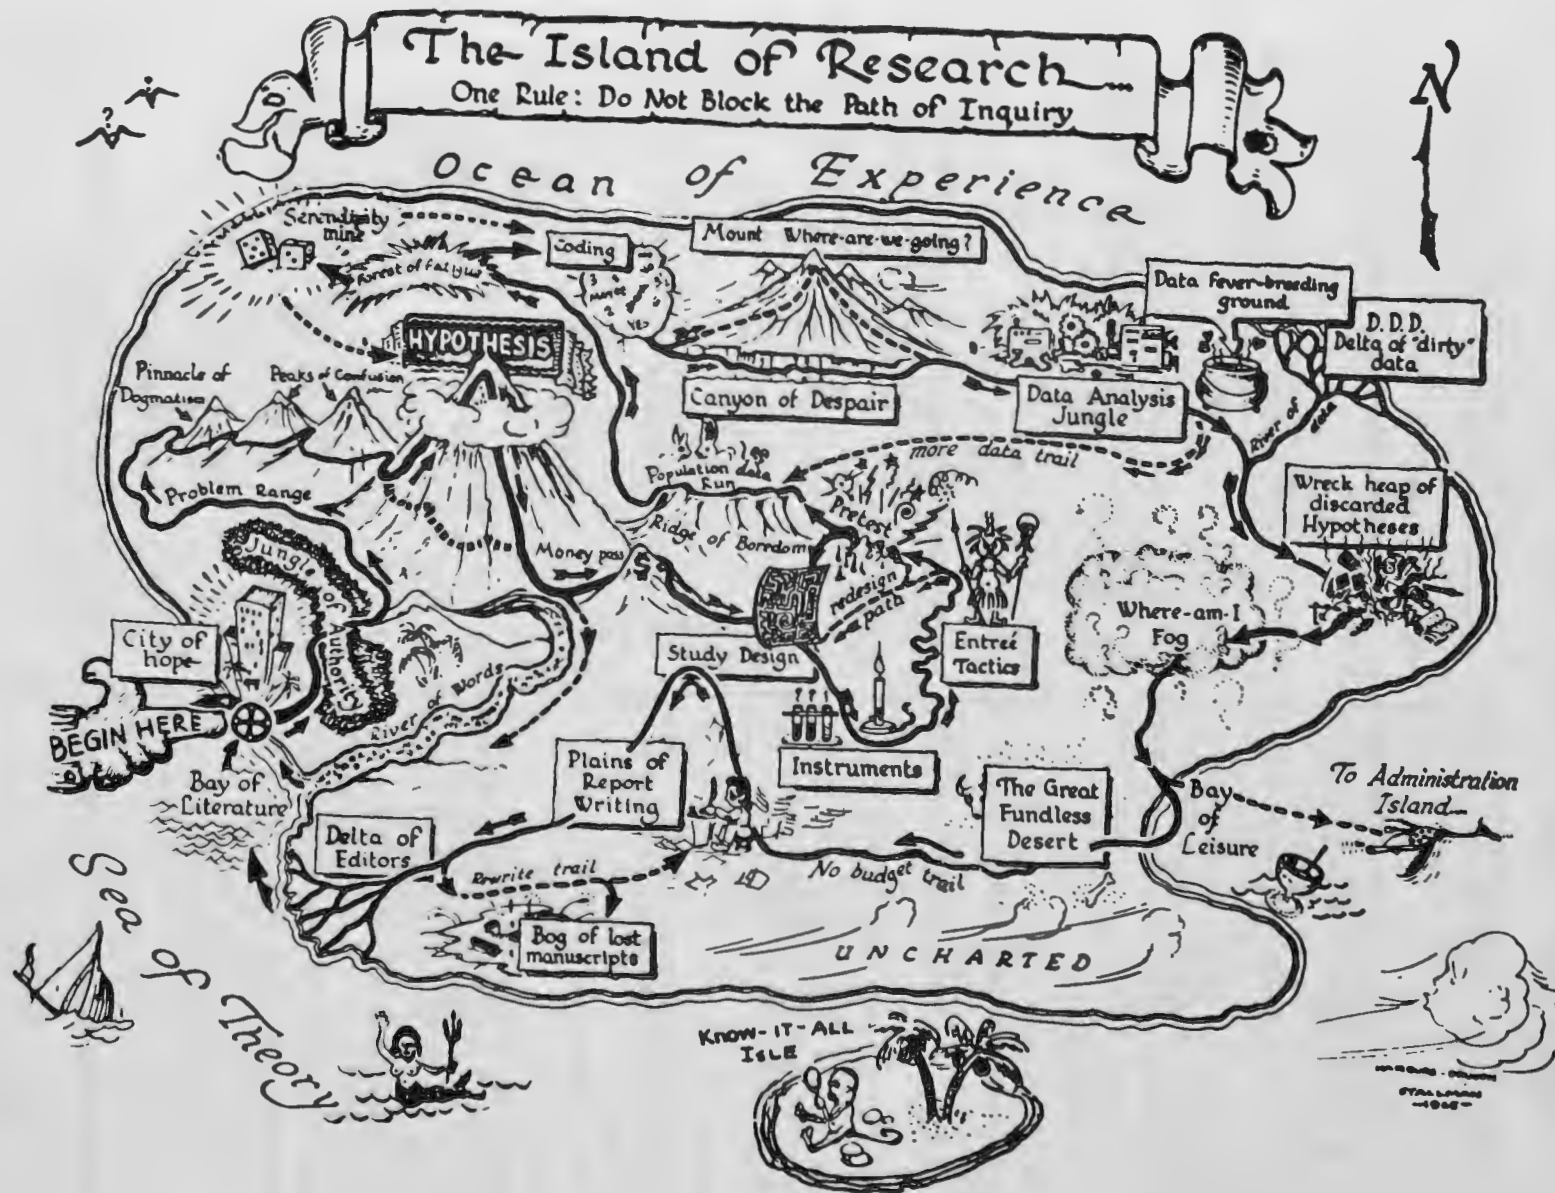 The Island of Research
One Rule: Do Not Block the Path of Inquiry
N
?
Ocean of Experience
Serendipity
mine
Coding
Mount Where-are-we-going?
Forest of fatigue
Data fever-breeding
ground
D.D.D.
Delta of "dirty"
data
HYPOTHESIS
Pinnacle of
Dogmatism
Peaks of Confusion
Canyon of Despair
Data Analysis
Jungle
River of
data
more data trail
Population data
Run
Wreck heap of
discarded
Hypotheses
Problem Range
Pretest
Ridge of Boredom
Money pass
$
Jungle of Authority
redesign
path
Where-am-I
Fog
City of
hope
Study Design
Entreé
Tactics
River of Words
BEGIN HERE
Bay of
Literature
Plains of
Report
Writing
Instruments
The Great
Fundless
Desert
Bay
of
Leisure
To Administration
Island
Delta of
Editors
Rewrite trail
No budget trail
Bog of lost
manuscripts
UNCHARTED
Sea of Theory
KNOW-IT-ALL
ISLE